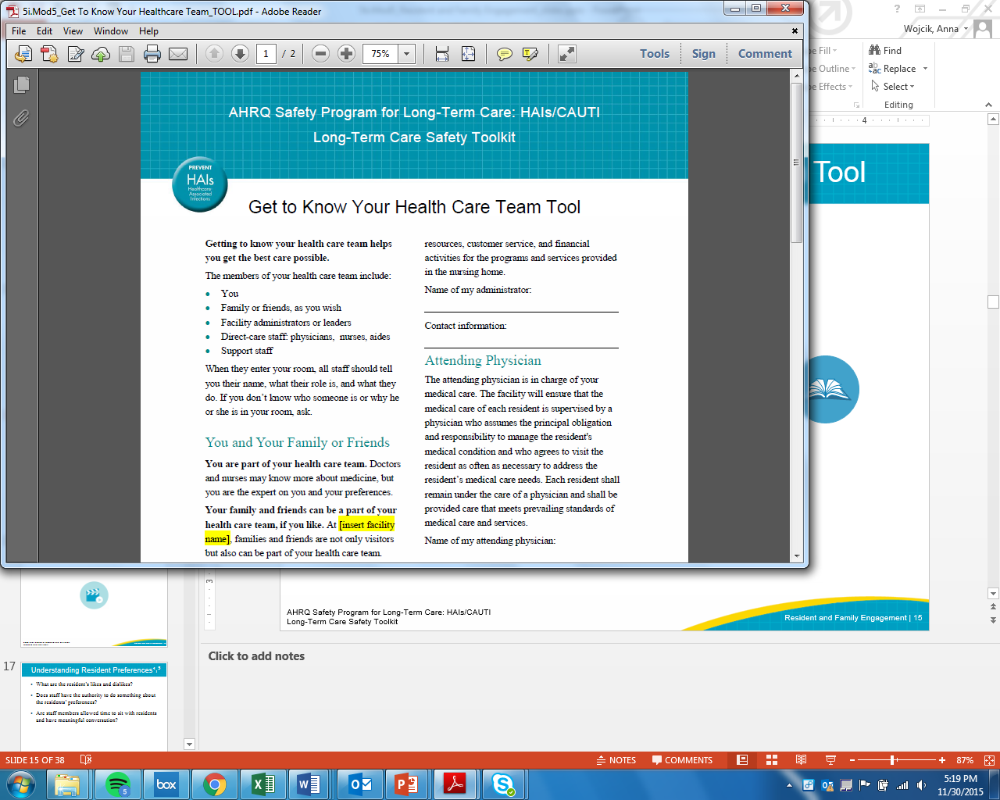 5i.Mod5_Get To Know Your Healthcare Team_TOOL.pdf - Adobe Reader
File Edit View Window Help
1 / 2 75% Tools Sign Comment
AHRQ Safety Program for Long-Term Care: HAIs/CAUTI
Long-Term Care Safety Toolkit
PREVENT
HAIs
Healthcare
Associated
Infections
Get to Know Your Health Care Team Tool
Getting to know your health care team helps
you get the best care possible.
The members of your health care team include:
• You
• Family or friends, as you wish
• Facility administrators or leaders
• Direct-care staff: physicians, nurses, aides
• Support staff
When they enter your room, all staff should tell
you their name, what their role is, and what they
do. If you don’t know who someone is or why he
or she is in your room, ask.
You and Your Family or Friends
You are part of your health care team. Doctors
and nurses may know more about medicine, but
you are the expert on you and your preferences.
Your family and friends can be a part of your
health care team, if you like. At [insert facility
name], families and friends are not only visitors
but also can be part of your health care team.
resources, customer service, and financial
activities for the programs and services provided
in the nursing home.
Name of my administrator:
Contact information:
Attending Physician
The attending physician is in charge of your
medical care. The facility will ensure that the
medical care of each resident is supervised by a
physician who assumes the principal obligation
and responsibility to manage the resident's
medical condition and who agrees to visit the
resident as often as necessary to address the
resident’s medical care needs. Each resident shall
remain under the care of a physician and shall be
provided care that meets prevailing standards of
medical care and services.
Name of my attending physician:
Wojcik, Anna
Fill
Outline
Effects
Find
Replace
Select
Editing
4
Tool
3
AHRQ Safety Program for Long-Term Care: HAIs/CAUTI
Long-Term Care Safety Toolkit
Resident and Family Engagement | 15
Click to add notes
17
Understanding Resident Preferences
• What are the resident's likes and dislikes?
• Does staff have the authority to do something about
the residents' preferences?
• Are staff members allowed time to sit with residents
and have meaningful conversation?
SLIDE 15 OF 38 NOTES COMMENTS 87%
5 box
5:19 PM
11/30/2015